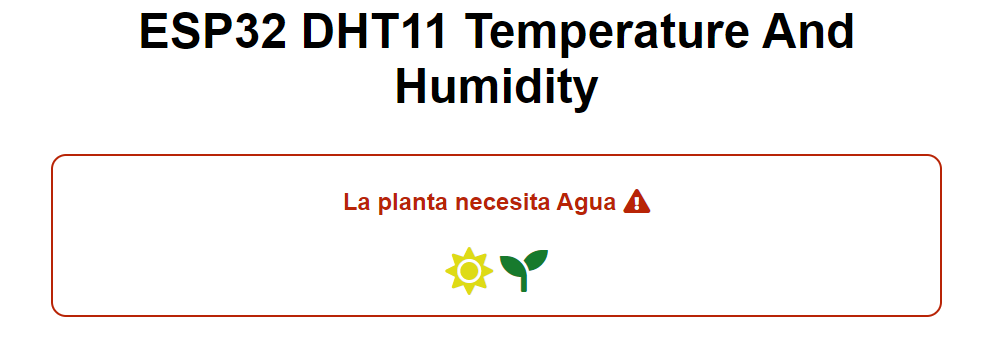 ESP32 DHT11 Temperature And
Humidity
La planta necesita Agua